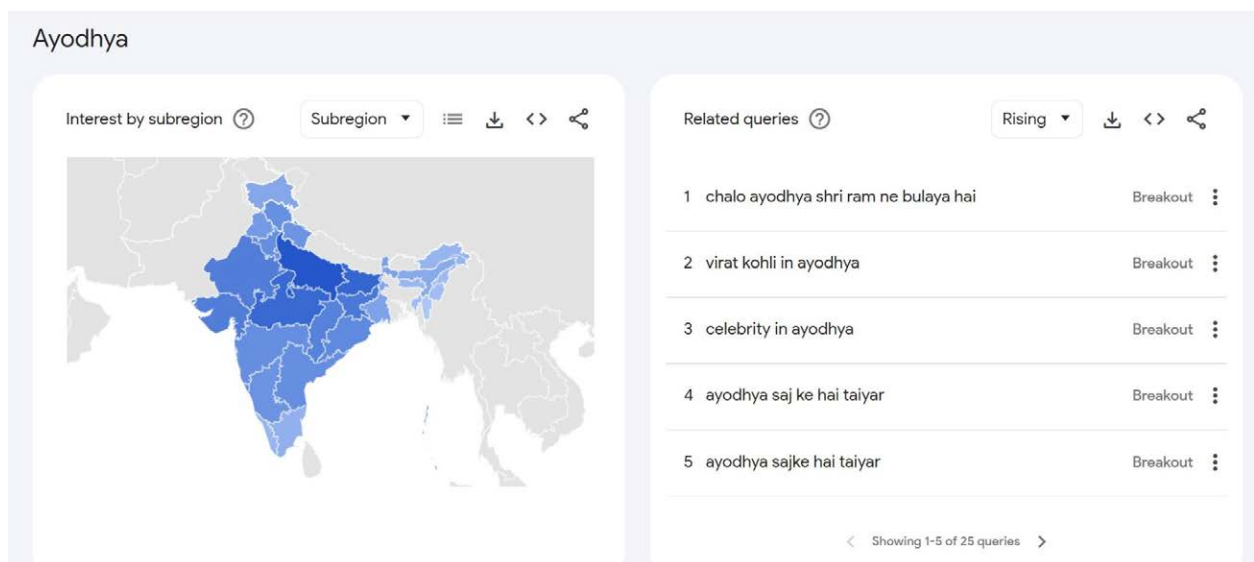 Ayodhya
Interest by subregion
Subregion
Related queries
Rising
1 chalo ayodhya shri ram ne bulaya hai Breakout
2 virat kohli in ayodhya Breakout
3 celebrity in ayodhya Breakout
4 ayodhya saj ke hai taiyar Breakout
5 ayodhya sajke hai taiyar Breakout
Showing 1-5 of 25 queries